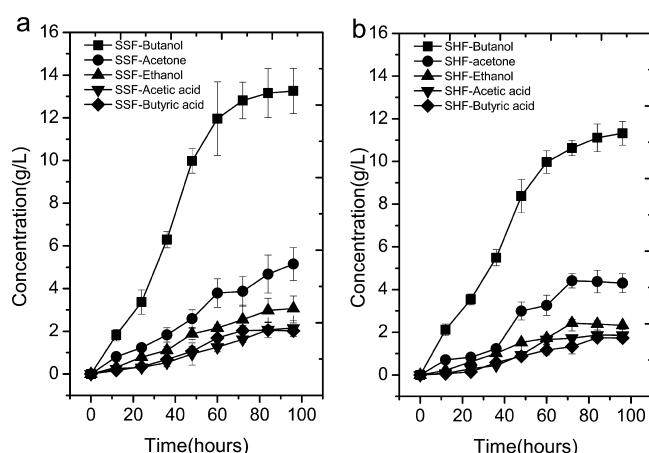 a
16
14
12
10
8
6
4
2
0
Concentration(g/L)
SSF-Butanol
SSF-Acetone
SSF-Ethanol
SSF-Acetic acid
SSF-Butyric acid
0 20 40 60 80 100
Time(hours)
b
16
14
12
10
8
6
4
2
0
Concentration(g/L)
SHF-Butanol
SHF-acetone
SHF-Ethanol
SHF-Acetic acid
SHF-Butyric acid
0 20 40 60 80 100
Time(hours)